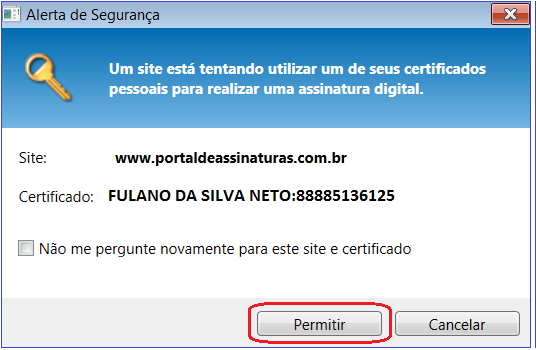 Alerta de Segurança
Um site está tentando utilizar um de seus certificados
pessoais para realizar uma assinatura digital.
Site: www.portaldeassinaturas.com.br
Certificado: FULANO DA SILVA NETO:88885136125
Não me pergunte novamente para este site e certificado
Permitir Cancelar